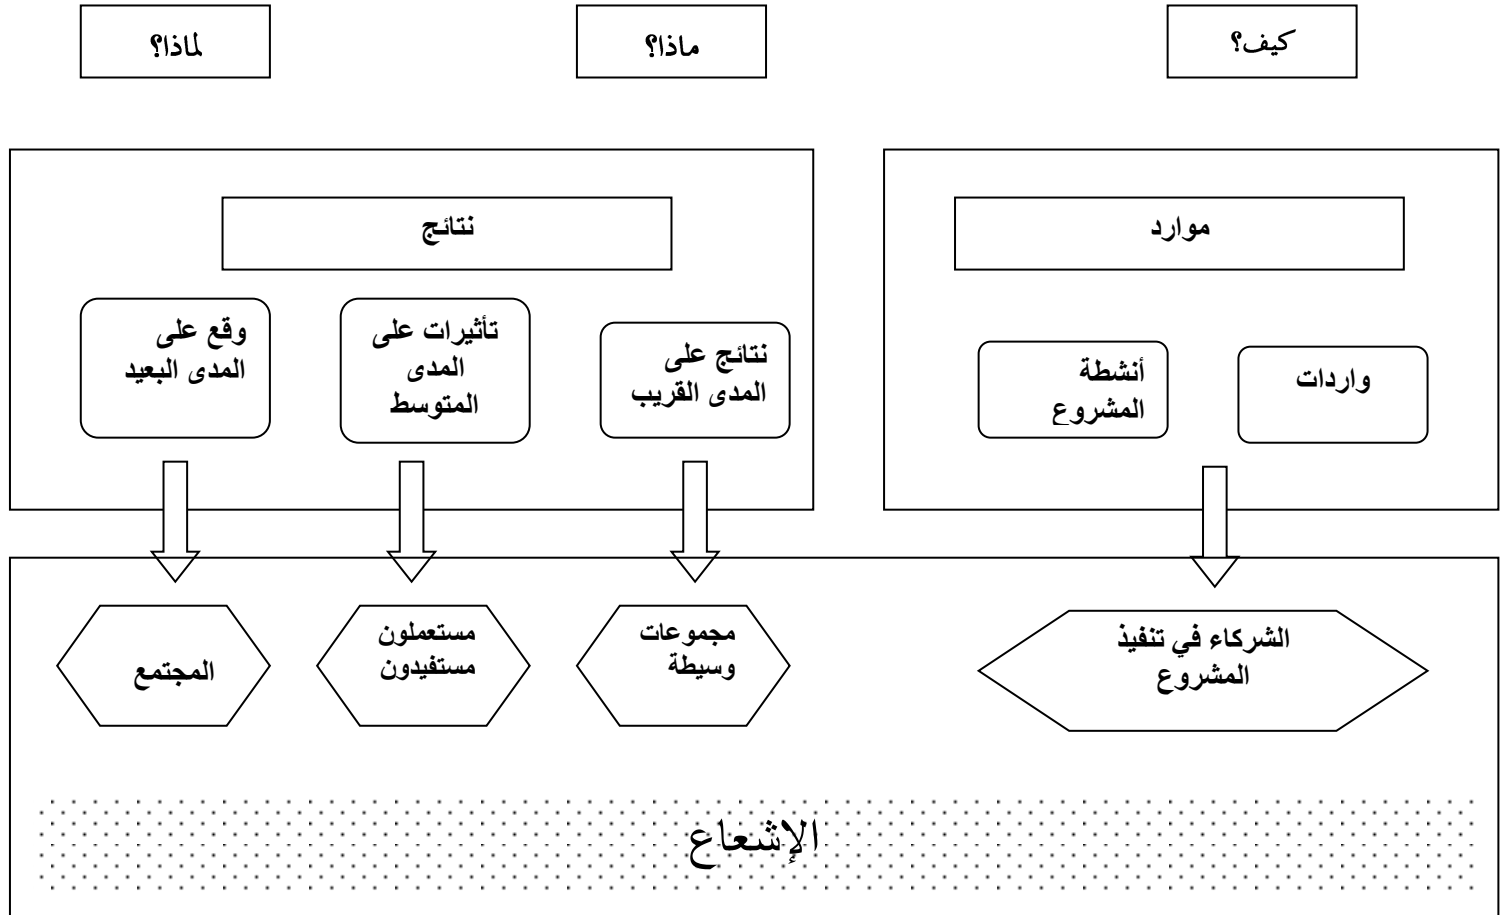 كيف؟
ماذا؟
لماذا؟
موارد
نتائج
واردات
أنشطة
المشروع
نتائج على
المدى القريب
تأثيرات على
المدى
المتوسط
وقع على
المدى البعيد
الشركاء في تنفيذ
المشروع
مجموعات
وسيطة
مستعملون
مستفيدون
المجتمع
الإشعاع